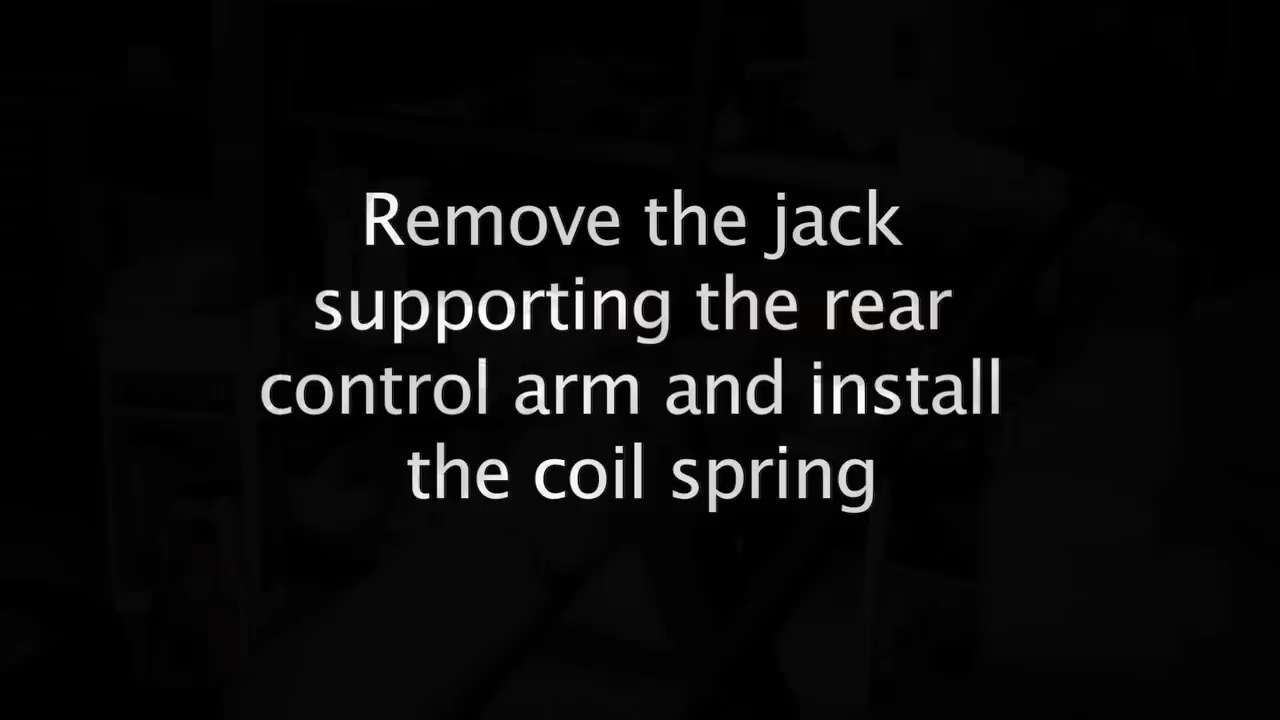 Remove the jack
supporting the rear
control arm and install
the coil spring